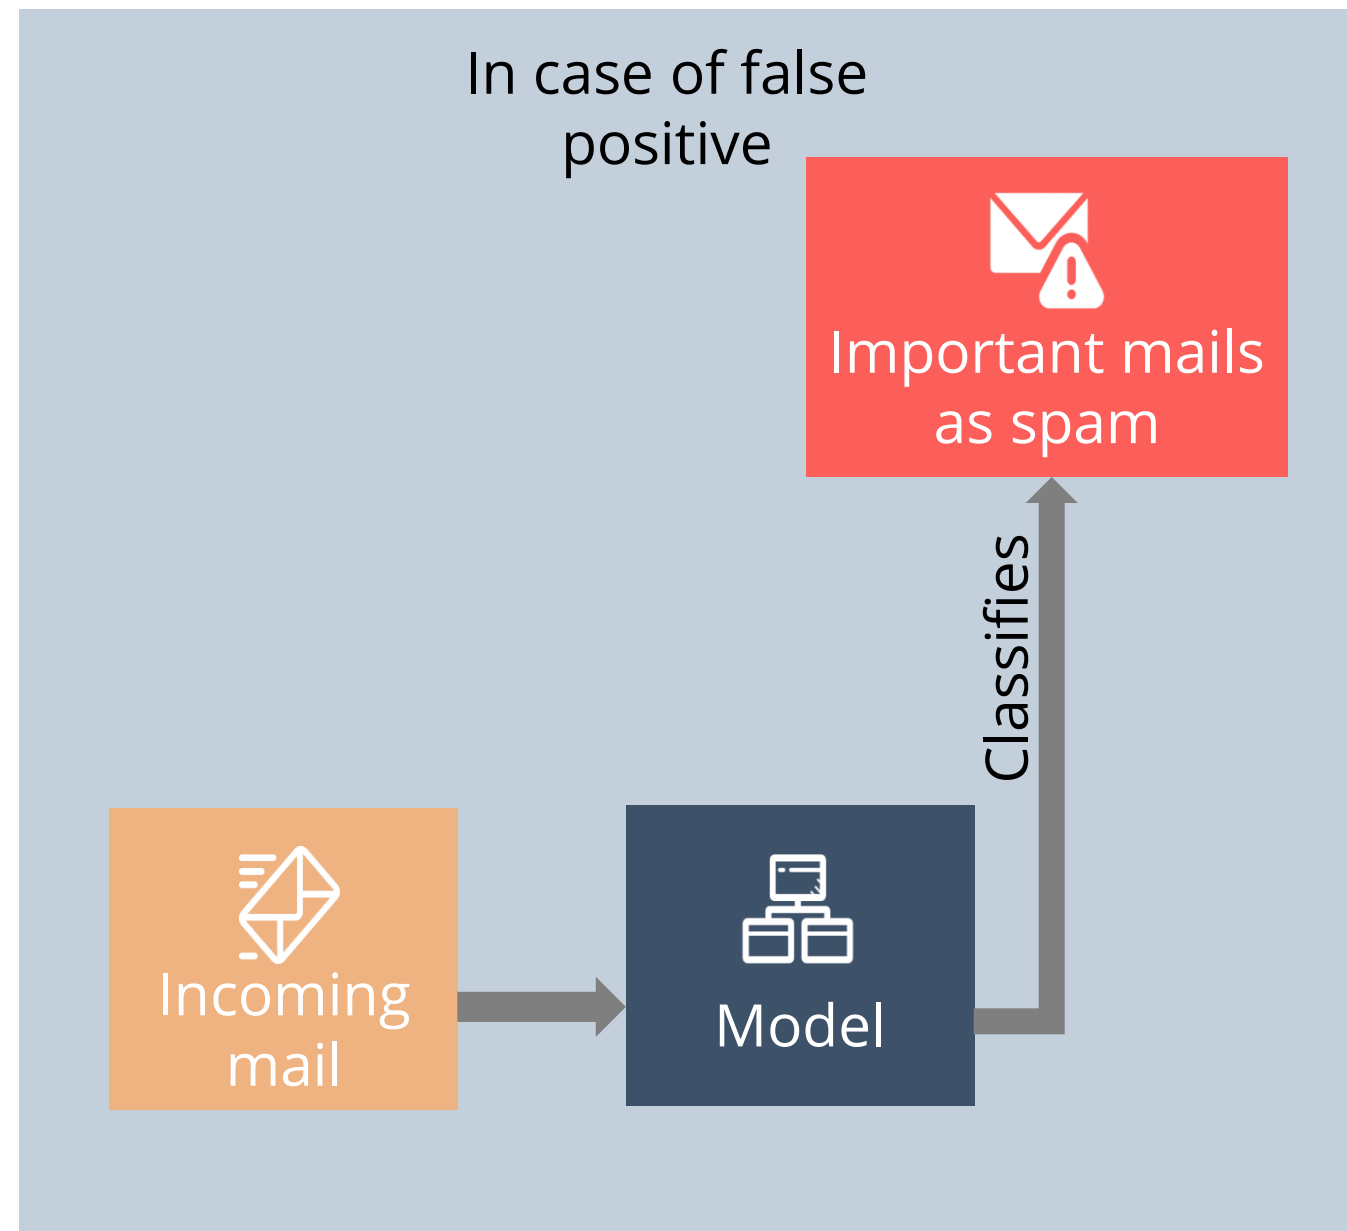 In case of false
positive
Important mails
as spam
Classifies
Incoming
mail
Model